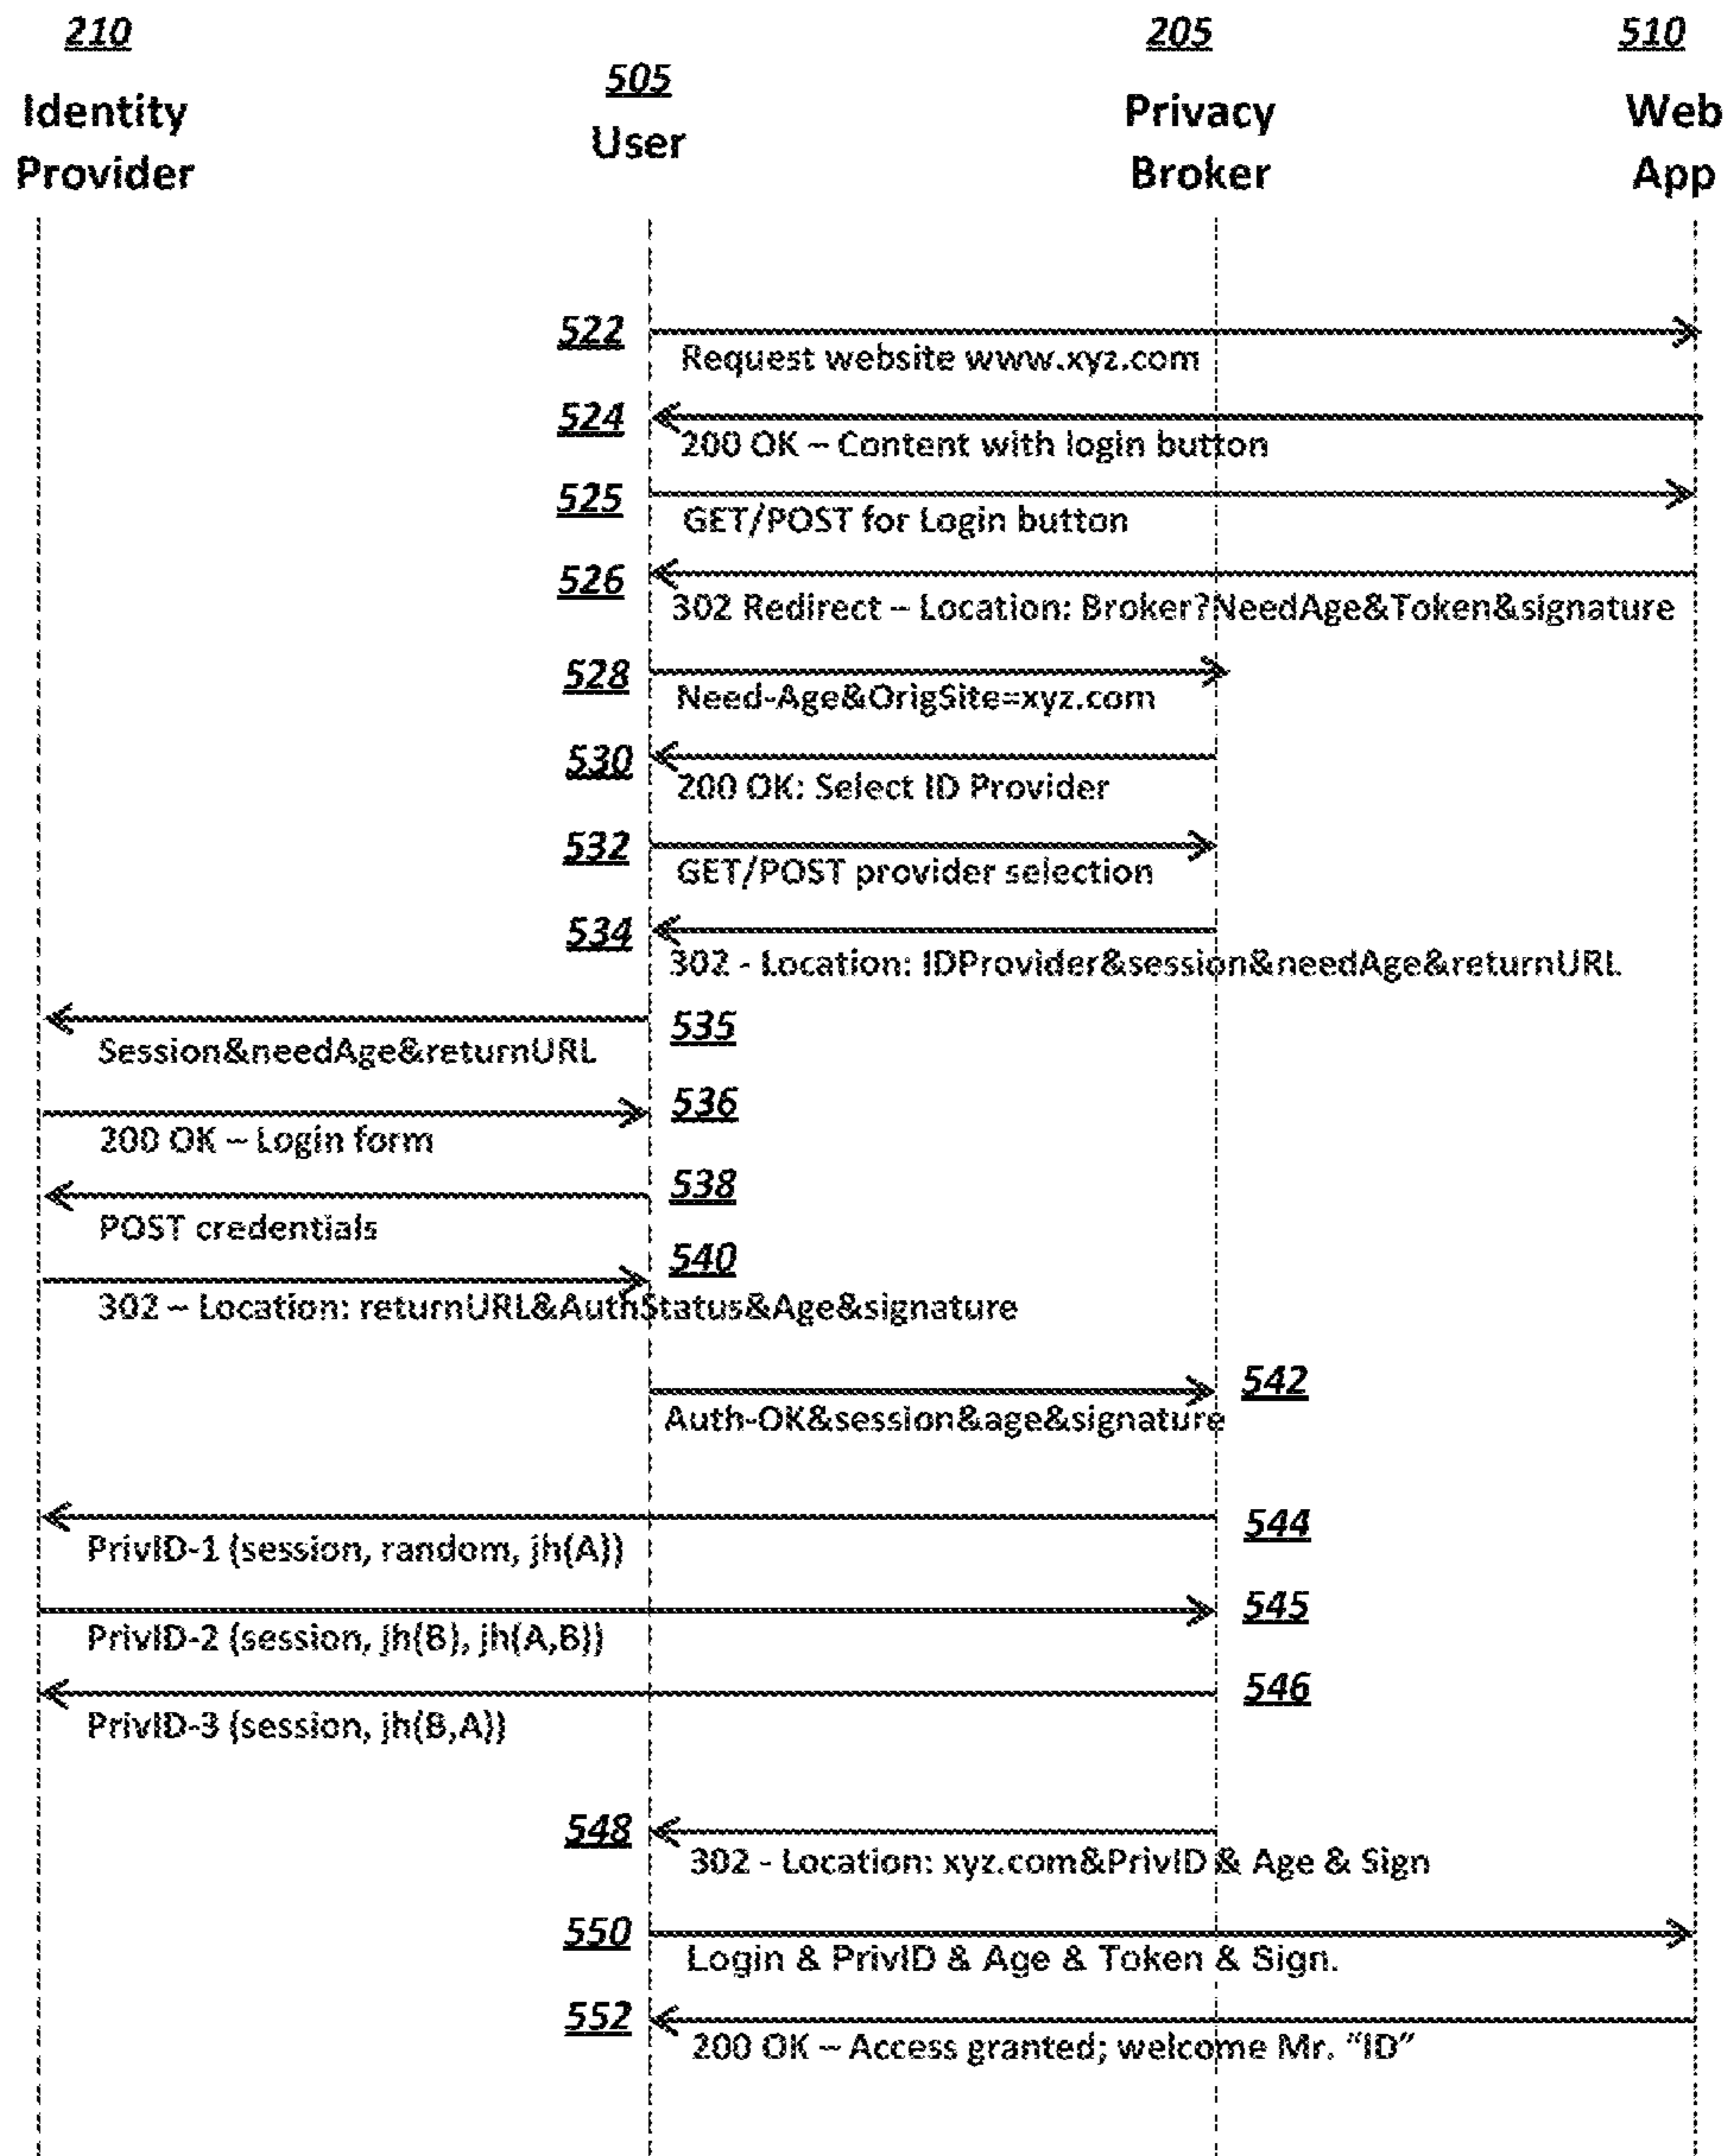 210
Identity
Provider
505
User
205
Privacy
Broker
510
Web
App
522
Request website www.xyz.com
524
200 OK – Content with login button
525
GET/POST for Login button
526
302 Redirect – Location: Broker?NeedAge&Token&signature
528
Need-Age&OrigSite=xyz.com
530
200 OK: Select ID Provider
532
GET/POST provider selection
534
302 - Location: IDProvider&session&needAge&returnURL
535
Session&needAge&returnURL
536
200 OK – Login form
538
POST credentials
540
302 – Location: returnURL&AuthStatus&Age&signature
542
Auth-OK&session&age&signature
544
PrivID-1 (session, random, jh(A))
545
PrivID-2 (session, jh(B), jh(A,B))
546
PrivID-3 (session, jh(B,A))
548
302 - Location: xyz.com&PrivID & Age & Sign
550
Login & PrivID & Age & Token & Sign.
552
200 OK – Access granted; welcome Mr. “ID”